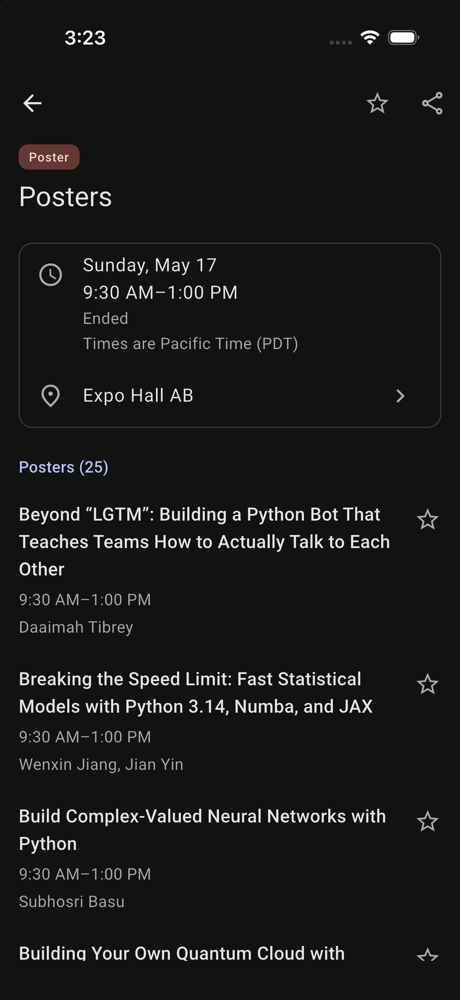 3:23
Poster
Posters
Sunday, May 17
9:30 AM–1:00 PM
Ended
Times are Pacific Time (PDT)
Expo Hall AB
Posters (25)
Beyond “LGTM”: Building a Python Bot That
Teaches Teams How to Actually Talk to Each
Other
9:30 AM–1:00 PM
Daaimah Tibrey
Breaking the Speed Limit: Fast Statistical
Models with Python 3.14, Numba, and JAX
9:30 AM–1:00 PM
Wenxin Jiang, Jian Yin
Build Complex-Valued Neural Networks with
Python
9:30 AM–1:00 PM
Subhosri Basu
Building Your Own Quantum Cloud with